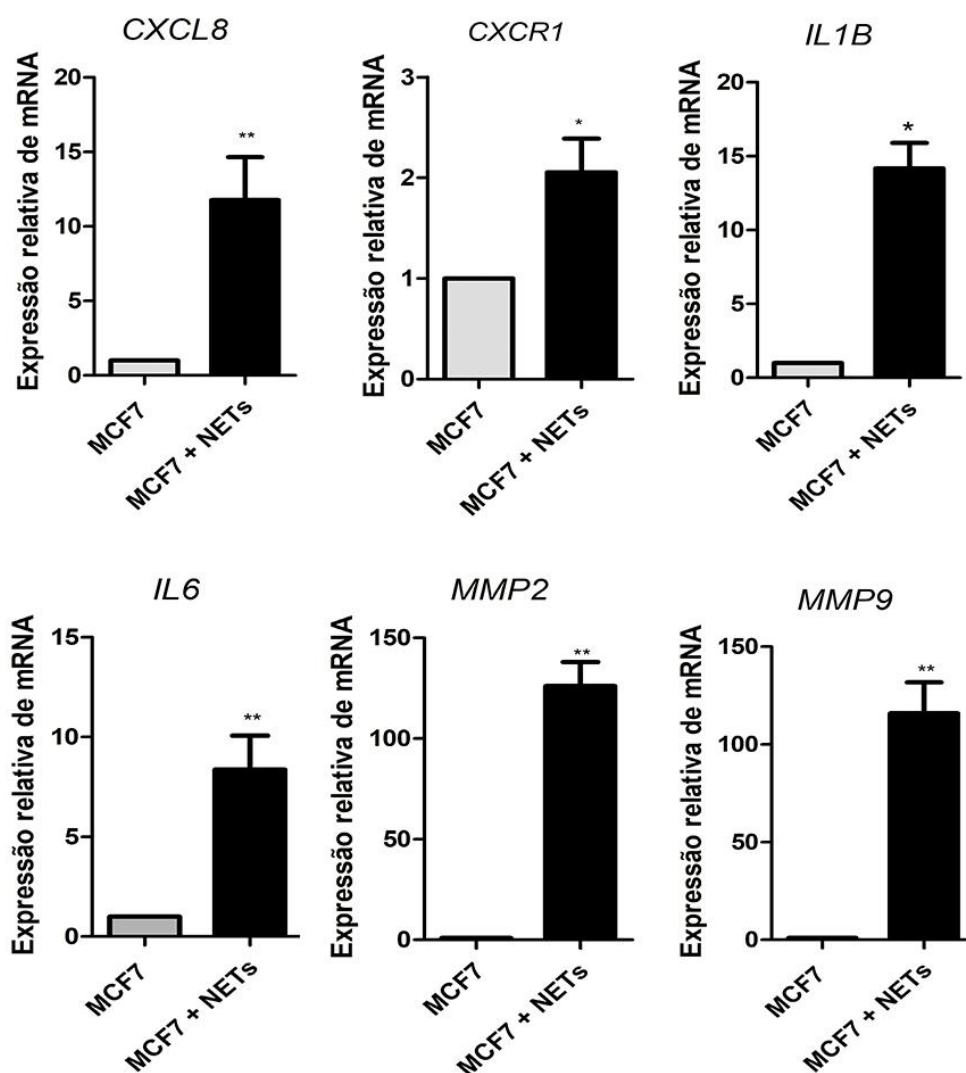 CXCL8
Expressão relativa de mRNA
20
15
10
5
0
**
MCF7
MCF7 + NETs
CXCR1
Expressão relativa de mRNA
3
2
1
0
*
MCF7
MCF7 + NETs
IL1B
Expressão relativa de mRNA
20
15
10
5
0
*
MCF7
MCF7 + NETs
IL6
Expressão relativa de mRNA
15
10
5
0
**
MCF7
MCF7 + NETs
MMP2
Expressão relativa de mRNA
150
100
50
0
**
MCF7
MCF7 + NETs
MMP9
Expressão relativa de mRNA
150
100
50
0
**
MCF7
MCF7 + NETs